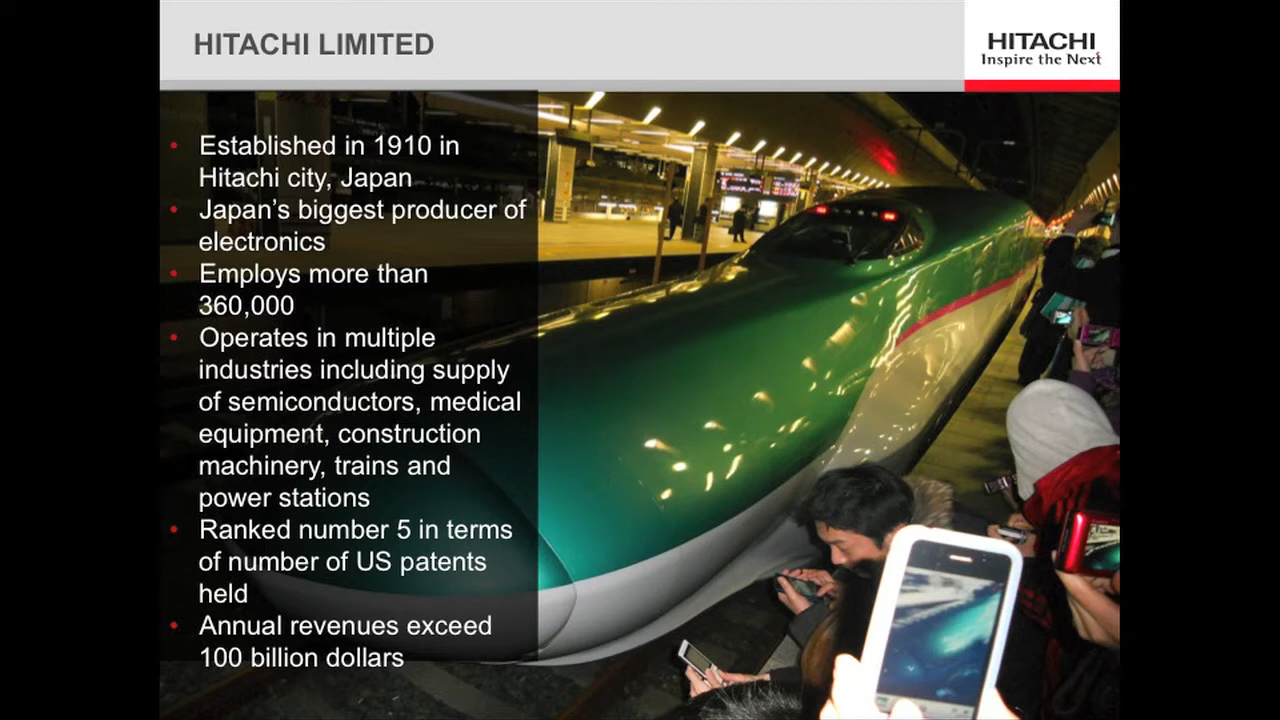 HITACHI LIMITED
HITACHI
Inspire the Next
• Established in 1910 in
Hitachi city, Japan
• Japan's biggest producer of
electronics
• Employs more than
360,000
• Operates in multiple
industries including supply
of semiconductors, medical
equipment, construction
machinery, trains and
power stations
• Ranked number 5 in terms
of number of US patents
held
• Annual revenues exceed
100 billion dollars